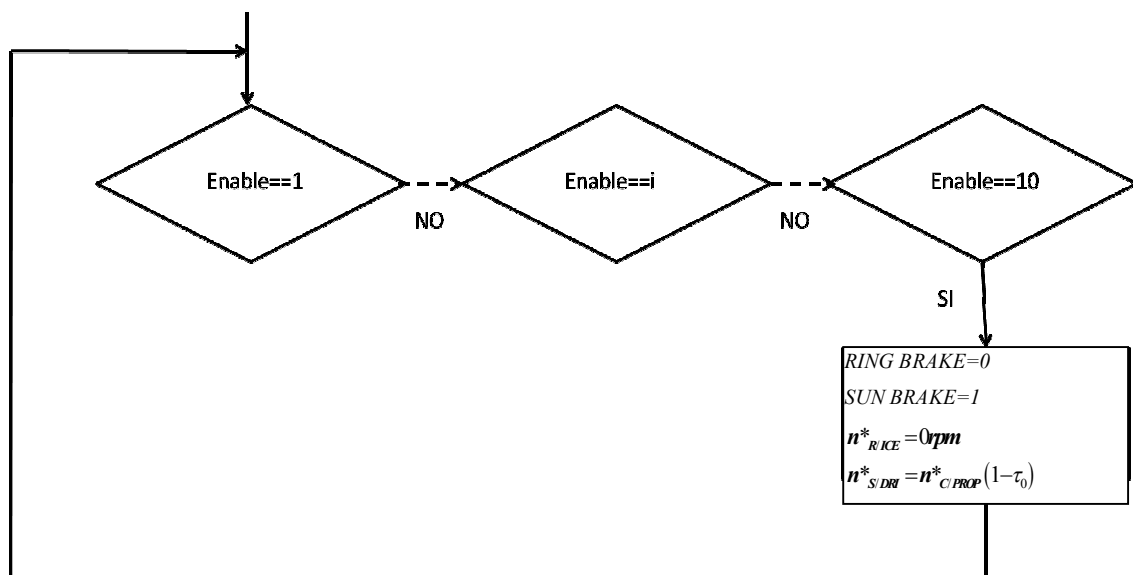 Enable==1
Enable==i
Enable==10
NO
NO
SI
RING BRAKE=0
SUN BRAKE=1
n*R/ICE=0rpm
n*S/DRI=n*C/PROP(1−τ0)